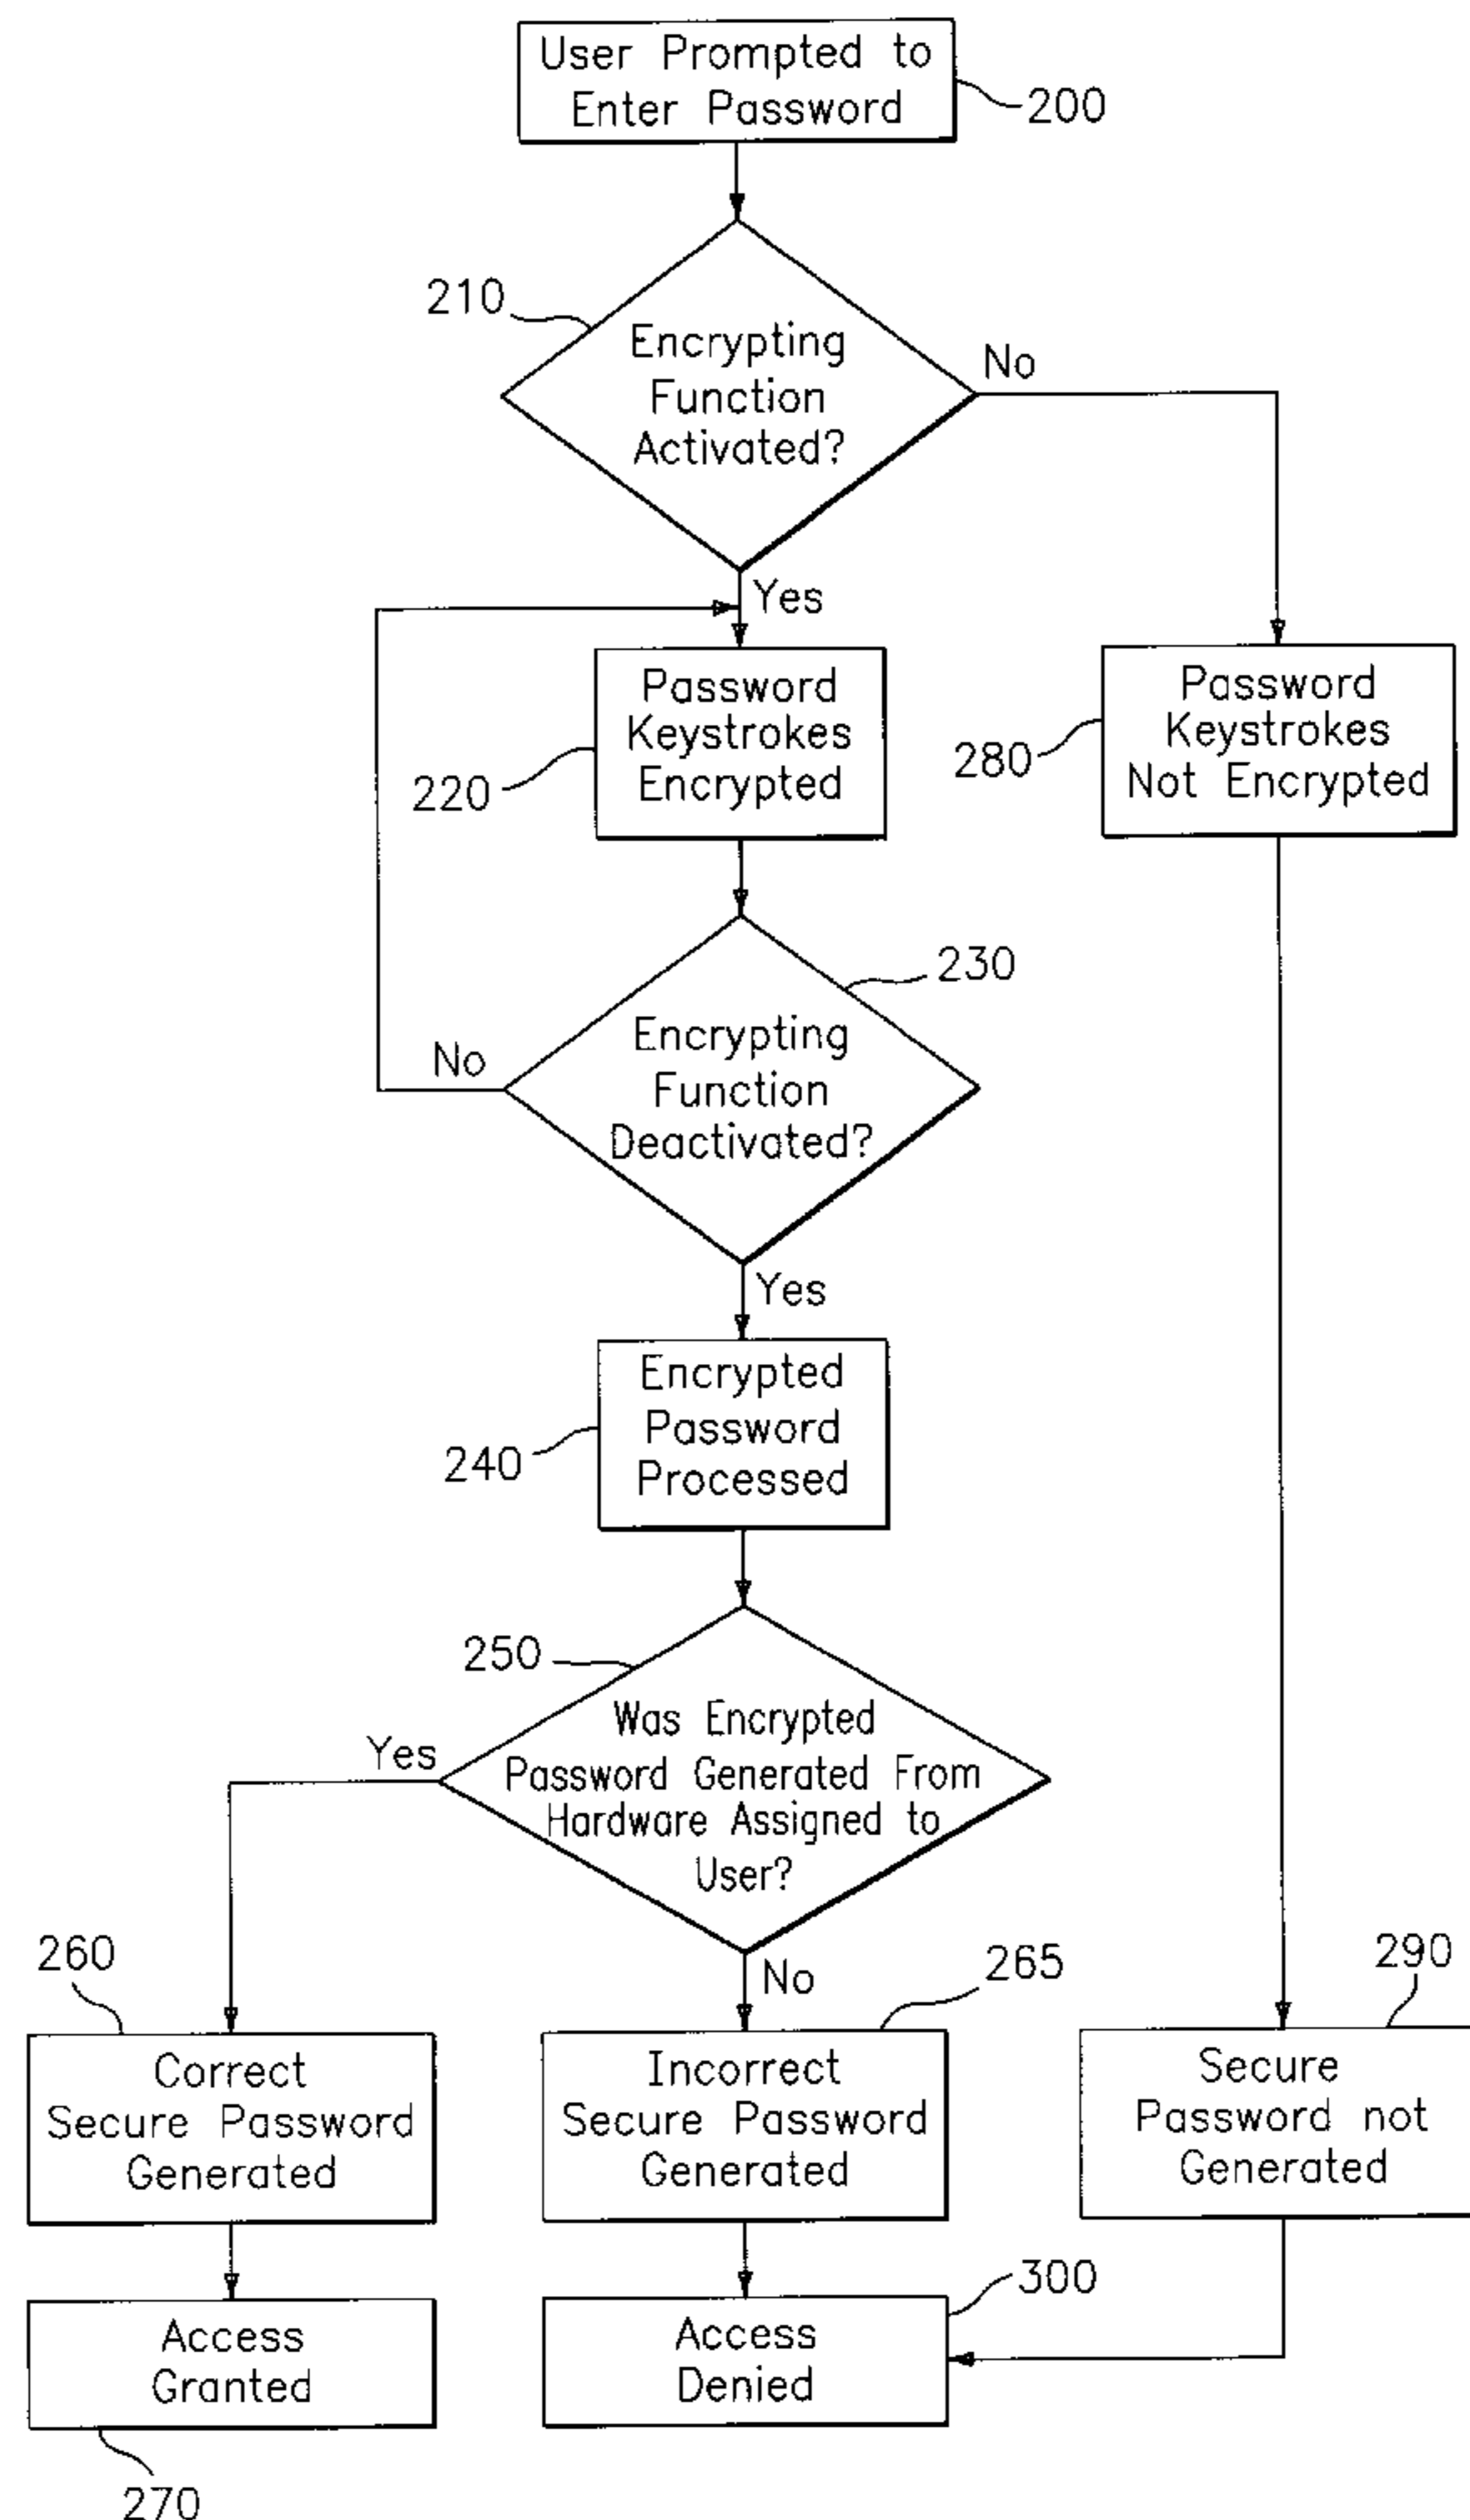 User Prompted to
Enter Password
200
210
Encrypting
Function
Activated?
No
Yes
Password
Keystrokes
Encrypted
220
Password
Keystrokes
Not Encrypted
280
230
Encrypting
Function
Deactivated?
No
Yes
Encrypted
Password
Processed
240
250
Was Encrypted
Password Generated From
Hardware Assigned to
User?
Yes
No
260
265
290
Correct
Secure Password
Generated
Incorrect
Secure Password
Generated
Secure
Password not
Generated
300
Access
Granted
Access
Denied
270